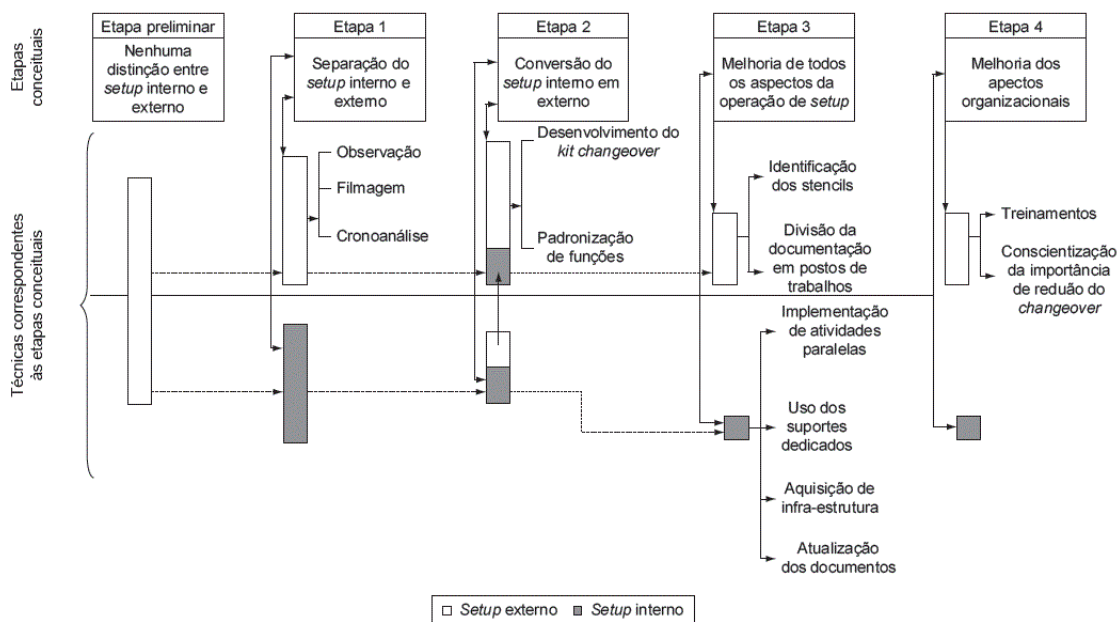 Etapas
conceituais
Etapa preliminar
Nenhuma
distinção entre
setup interno e
externo
Etapa 1
Separação do
setup interno e
externo
Etapa 2
Conversão do
setup interno em
externo
Etapa 3
Melhoria de todos
os aspectos da
operação de setup
Etapa 4
Melhoria dos
apectos
organizacionais
Técnicas correspondentes
às etapas conceituais
Observação
Filmagem
Cronoanálise
Desenvolvimento do
kit changeover
Padronização
de funções
Identificação
dos stencils
Divisão da
documentação
em postos de
trabalhos
Implementação
de atividades
paralelas
Uso dos
suportes
dedicados
Aquisição de
infra-estrutura
Atualização
dos documentos
Treinamentos
Conscientização
da importância
de reduão do
changeover
Setup externo
Setup interno